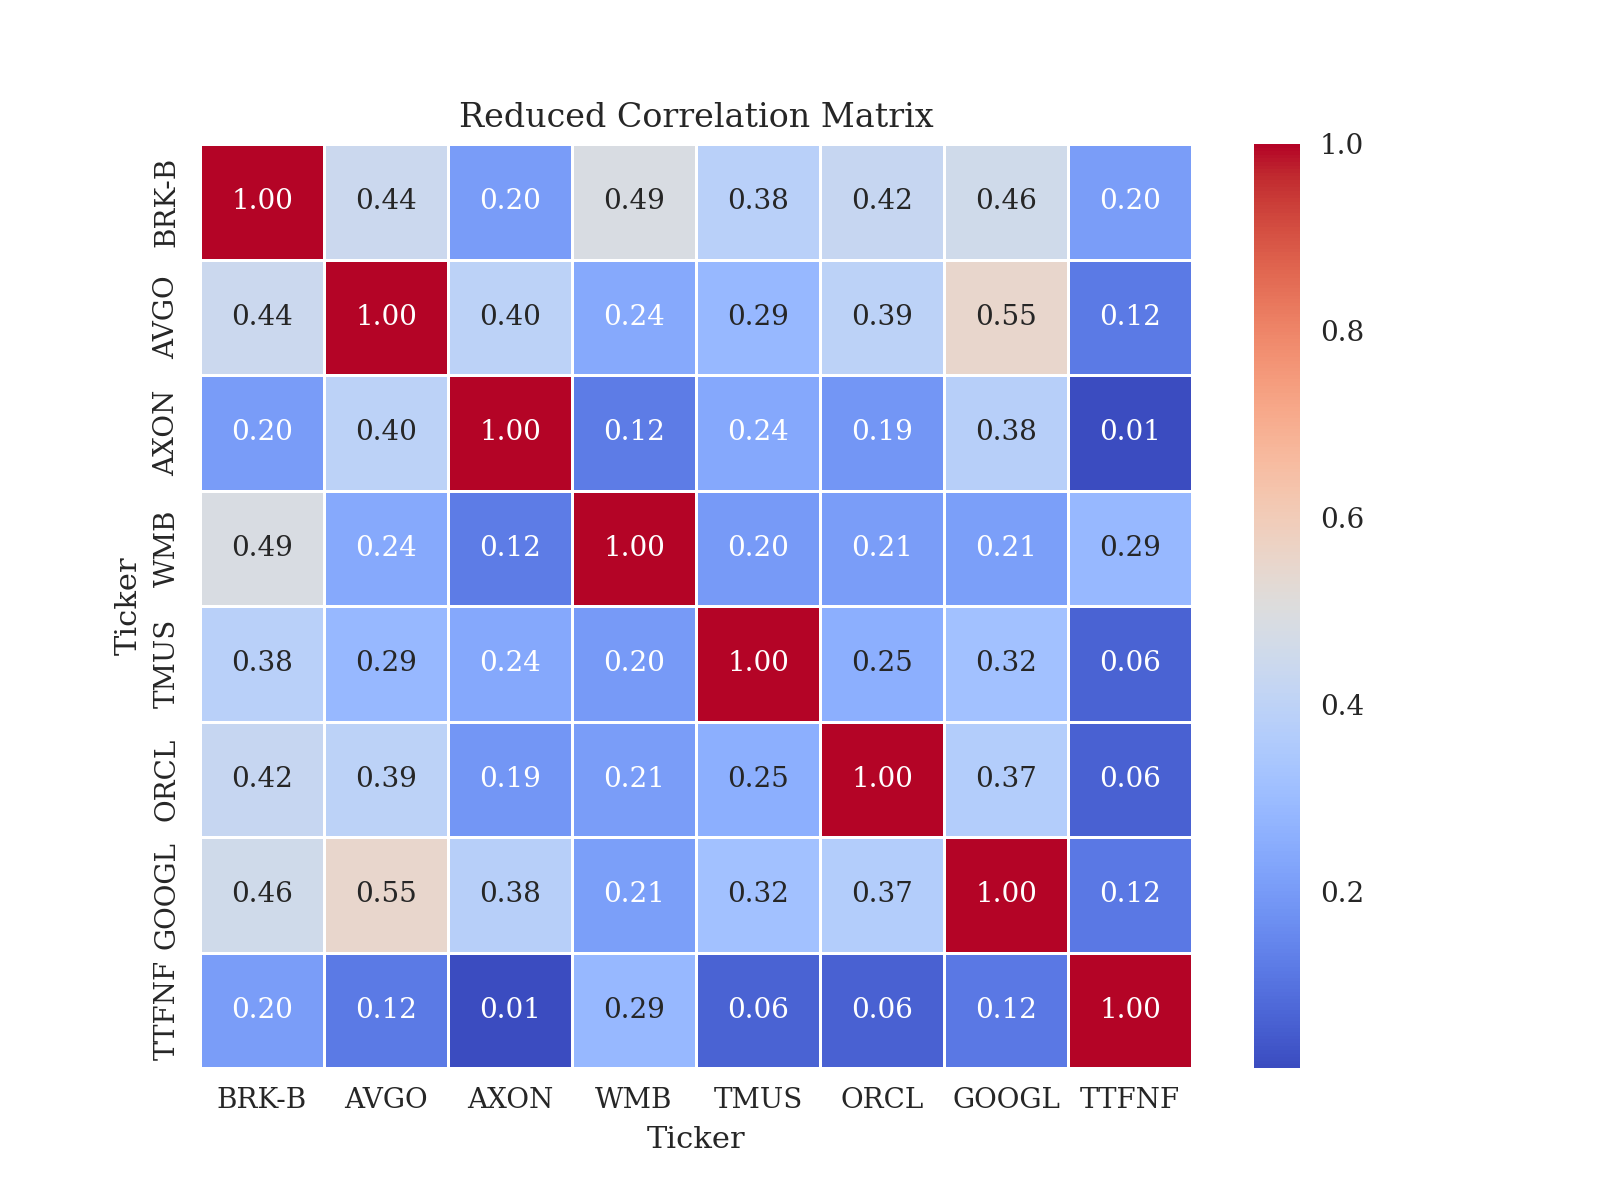 Reduced Correlation Matrix
BRK-B 1.00 0.44 0.20 0.49 0.38 0.42 0.46 0.20
AVGO 0.44 1.00 0.40 0.24 0.29 0.39 0.55 0.12
AXON 0.20 0.40 1.00 0.12 0.24 0.19 0.38 0.01
WMB 0.49 0.24 0.12 1.00 0.20 0.21 0.21 0.29
TMUS 0.38 0.29 0.24 0.20 1.00 0.25 0.32 0.06
ORCL 0.42 0.39 0.19 0.21 0.25 1.00 0.37 0.06
GOOGL 0.46 0.55 0.38 0.21 0.32 0.37 1.00 0.12
TTFNF 0.20 0.12 0.01 0.29 0.06 0.06 0.12 1.00
BRK-B AVGO AXON WMB TMUS ORCL GOOGL TTFNF
Ticker
Ticker
1.0
0.8
0.6
0.4
0.2